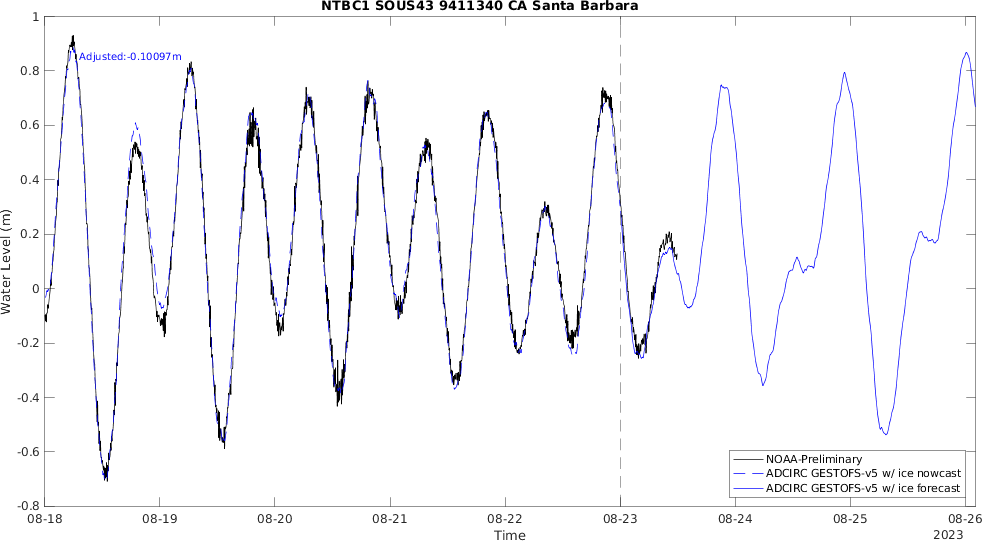 NTBC1 SOUS43 9411340 CA Santa Barbara
1
0.8
0.6
0.4
0.2
0
-0.2
-0.4
-0.6
-0.8
Water Level (m)
Adjusted:-0.10097m
NOAA-Preliminary
ADCIRC GESTOFS-v5 w/ ice nowcast
ADCIRC GESTOFS-v5 w/ ice forecast
08-18 08-19 08-20 08-21 08-22 08-23 08-24 08-25 08-26
Time
2023